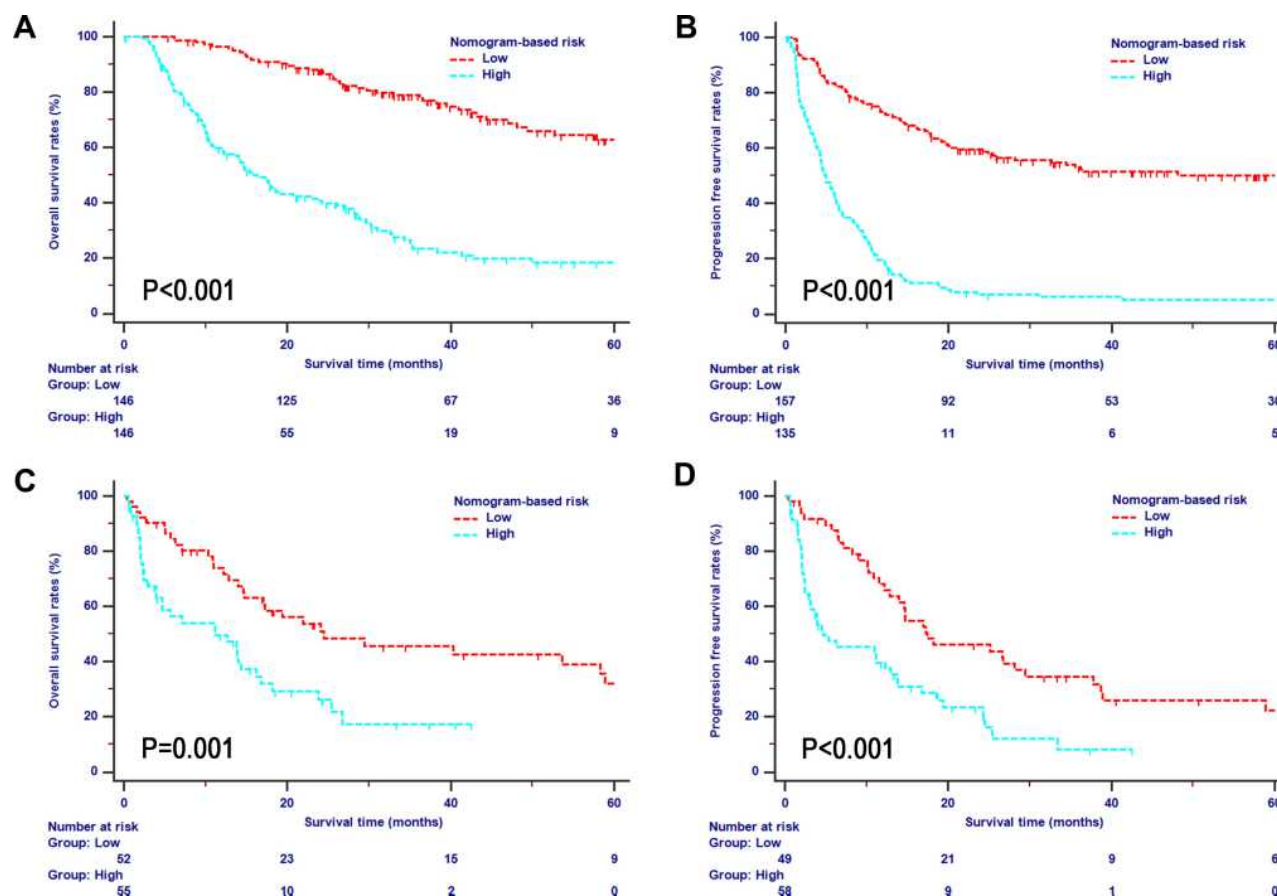 A
Overall survival rates (%)
100
80
60
40
20
0
Nomogram-based risk
Low
High
P<0.001
0 20 40 60
Survival time (months)
Number at risk
Group: Low
146 125 67 36
Group: High
146 55 19 9
B
Progression free survival rates (%)
100
80
60
40
20
0
Nomogram-based risk
Low
High
P<0.001
0 20 40 60
Survival time (months)
Number at risk
Group: Low
157 92 53 30
Group: High
135 11 6 5
C
Overall survival rates (%)
100
80
60
40
20
0
Nomogram-based risk
Low
High
P=0.001
0 20 40 60
Survival time (months)
Number at risk
Group: Low
52 23 15 9
Group: High
55 10 2 0
D
Progression free survival rates (%)
100
80
60
40
20
0
Nomogram-based risk
Low
High
P<0.001
0 20 40 60
Survival time (months)
Number at risk
Group: Low
49 21 9 6
Group: High
58 9 1 0